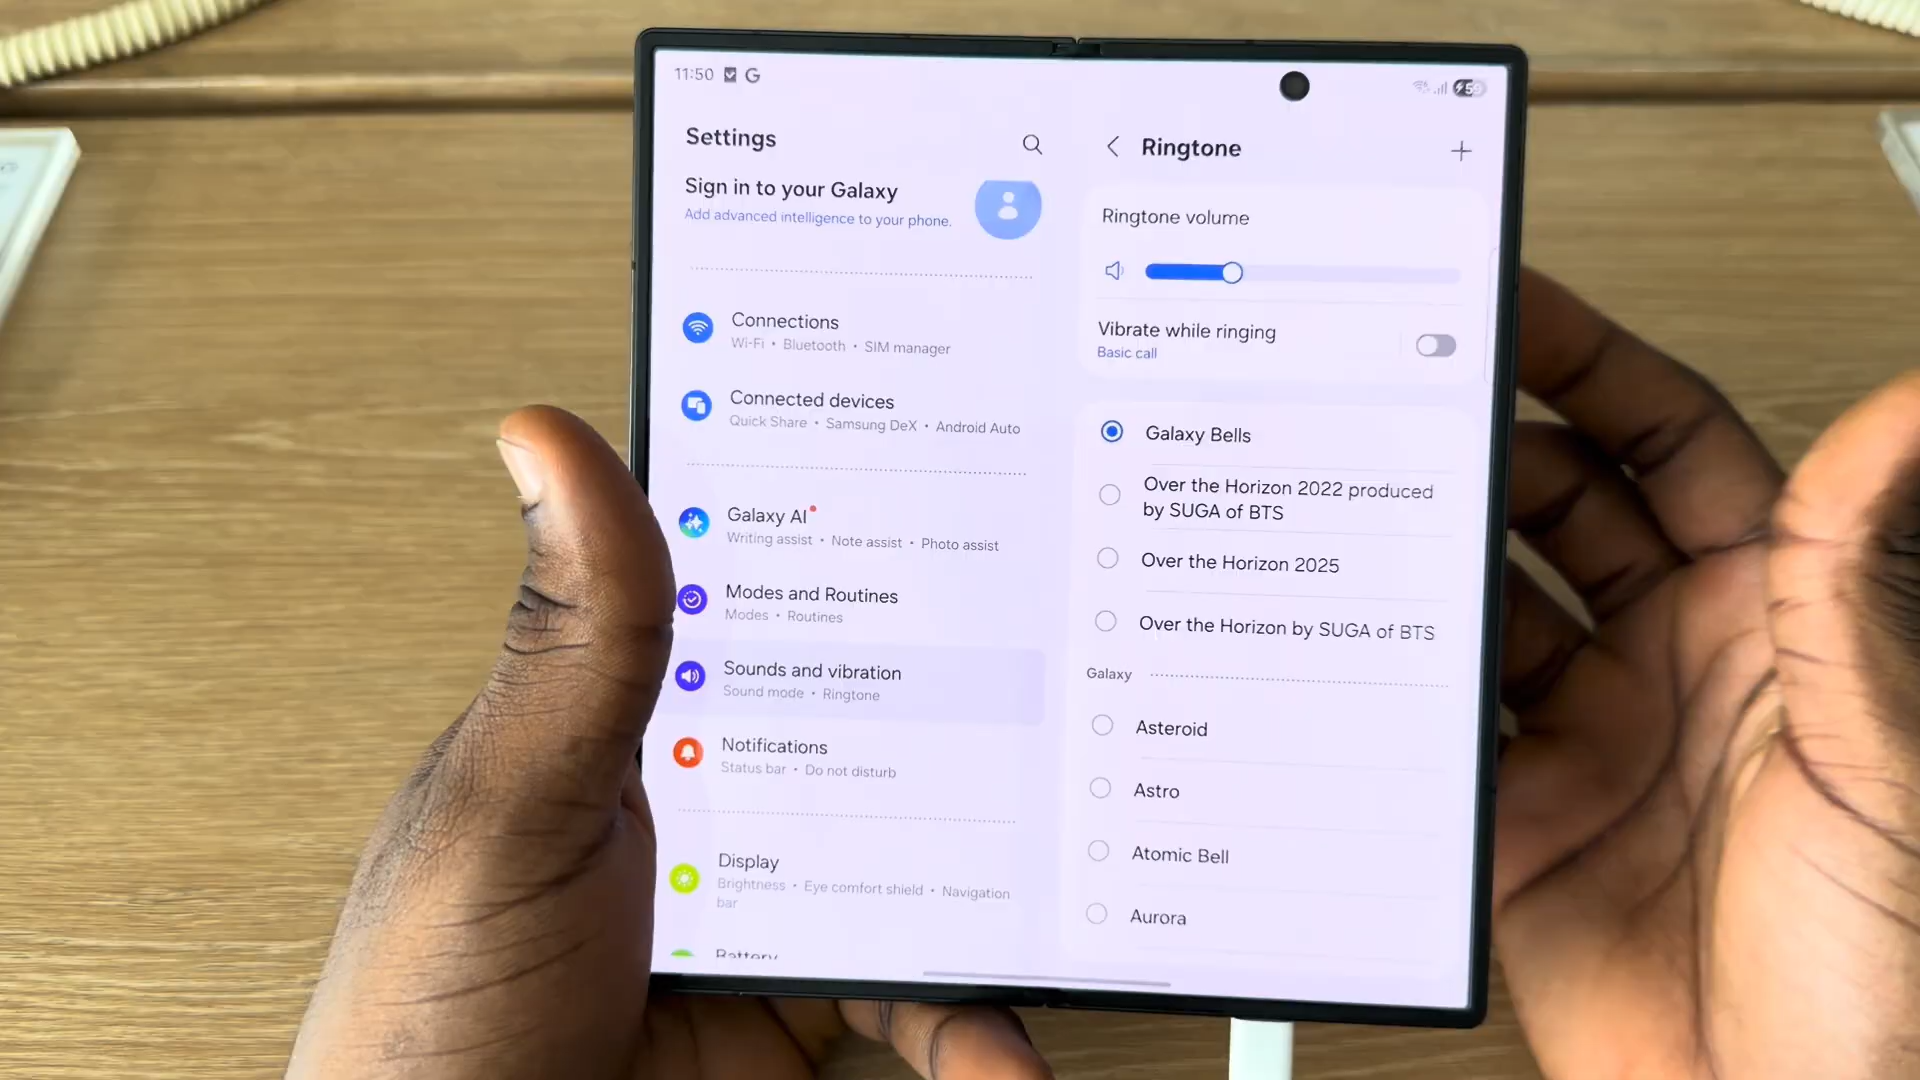 11:50 G
Settings
Sign in to your Galaxy
Add advanced intelligence to your phone.
Connections
Wi-Fi • Bluetooth • SIM manager
Connected devices
Quick Share • Samsung DeX • Android Auto
Galaxy AI
Writing assist • Note assist • Photo assist
Modes and Routines
Modes • Routines
Sounds and vibration
Sound mode • Ringtone
Notifications
Status bar • Do not disturb
Display
Brightness • Eye comfort shield • Navigation
bar
Battery
Ringtone
Ringtone volume
Vibrate while ringing
Basic call
Galaxy Bells
Over the Horizon 2022 produced
by SUGA of BTS
Over the Horizon 2025
Over the Horizon by SUGA of BTS
Galaxy
Asteroid
Astro
Atomic Bell
Aurora